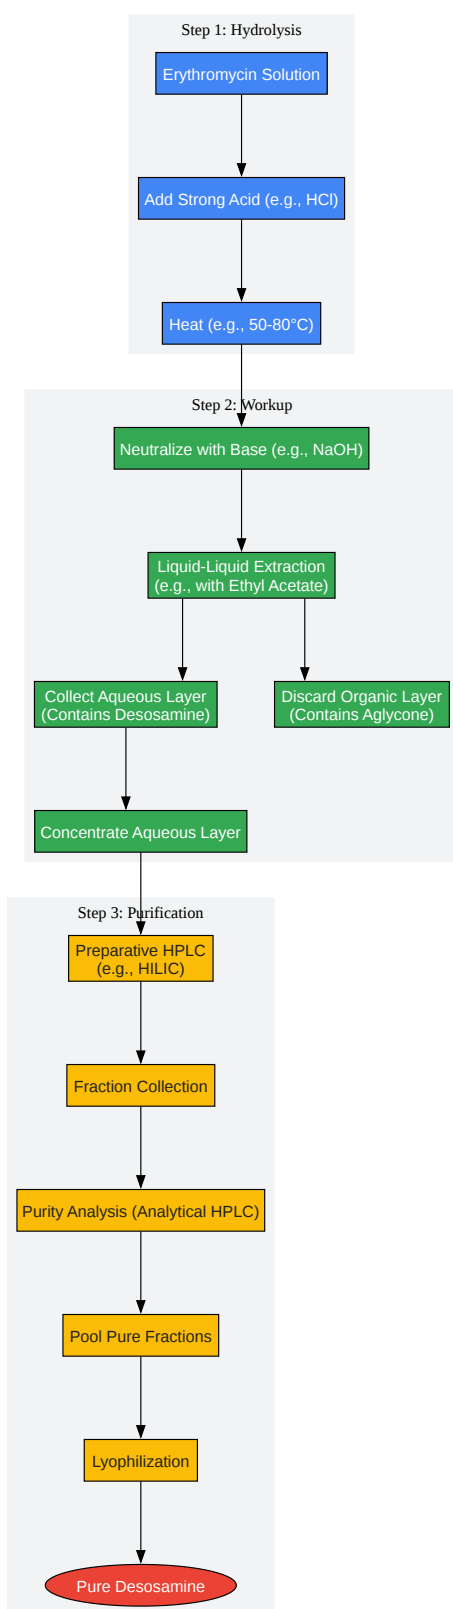 Step 1: Hydrolysis
Erythromycin Solution
Add Strong Acid (e.g., HCl)
Heat (e.g., 50-80°C)
Step 2: Workup
Neutralize with Base (e.g., NaOH)
Liquid-Liquid Extraction
(e.g., with Ethyl Acetate)
Collect Aqueous Layer
(Contains Desosamine)
Discard Organic Layer
(Contains Aglycone)
Concentrate Aqueous Layer
Step 3: Purification
Preparative HPLC
(e.g., HILIC)
Fraction Collection
Purity Analysis (Analytical HPLC)
Pool Pure Fractions
Lyophilization
Pure Desosamine